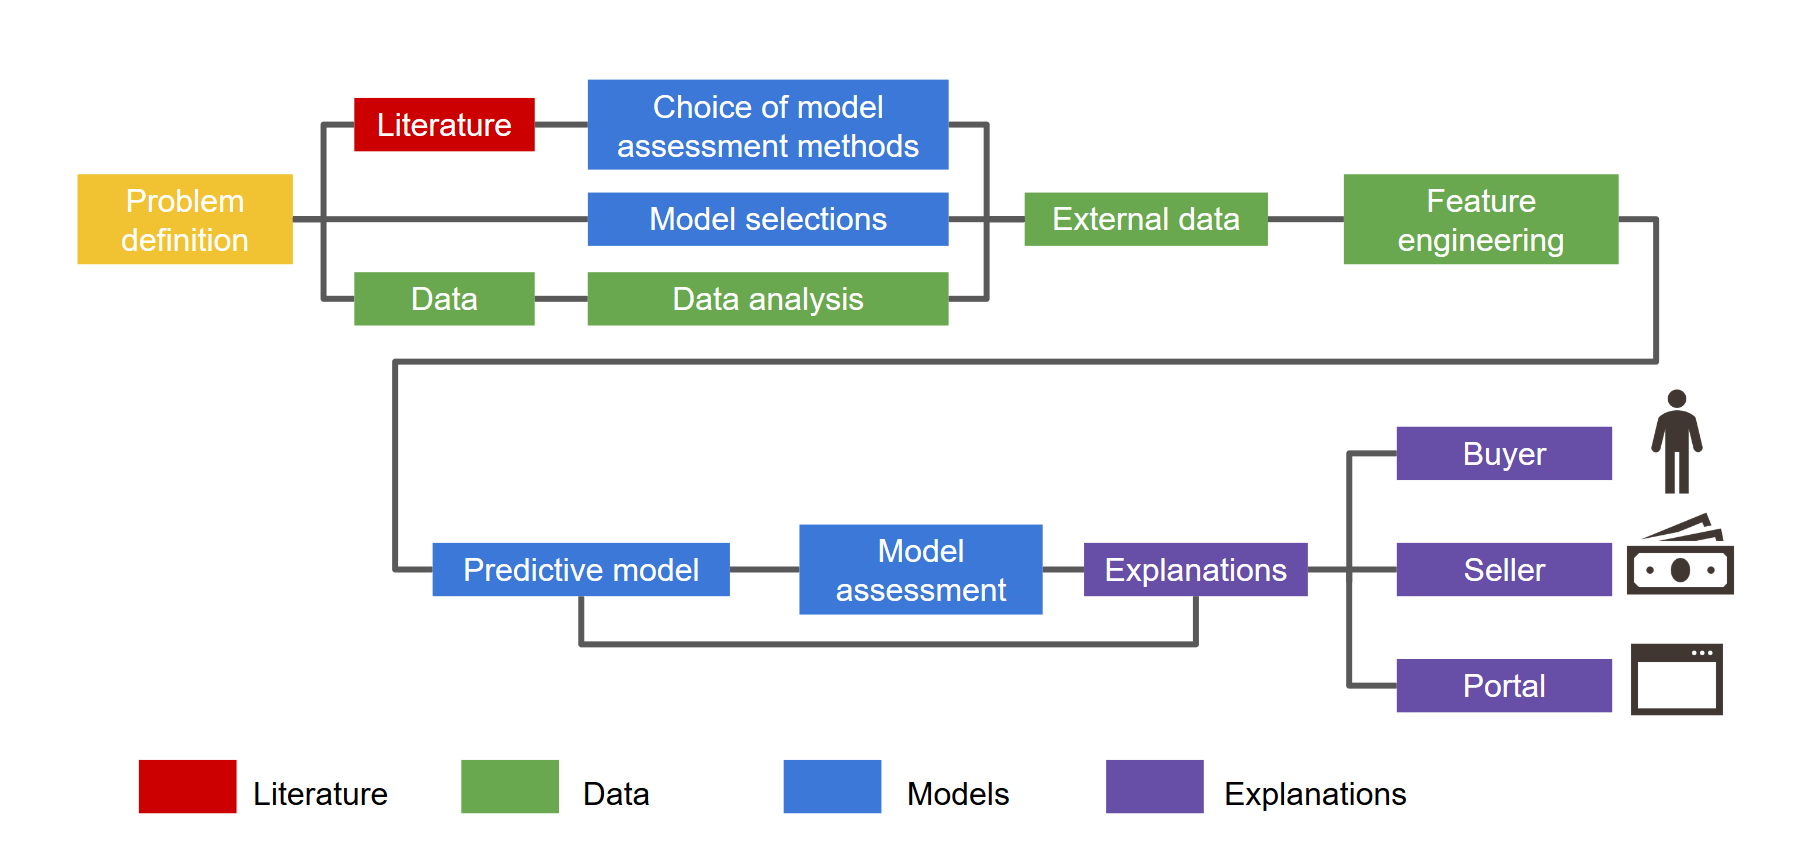 Problem
definition
Literature
Choice of model
assessment methods
Model selections
Data
Data analysis
External data
Feature
engineering
Predictive model
Model
assessment
Explanations
Buyer
Seller
Portal
Literature
Data
Models
Explanations